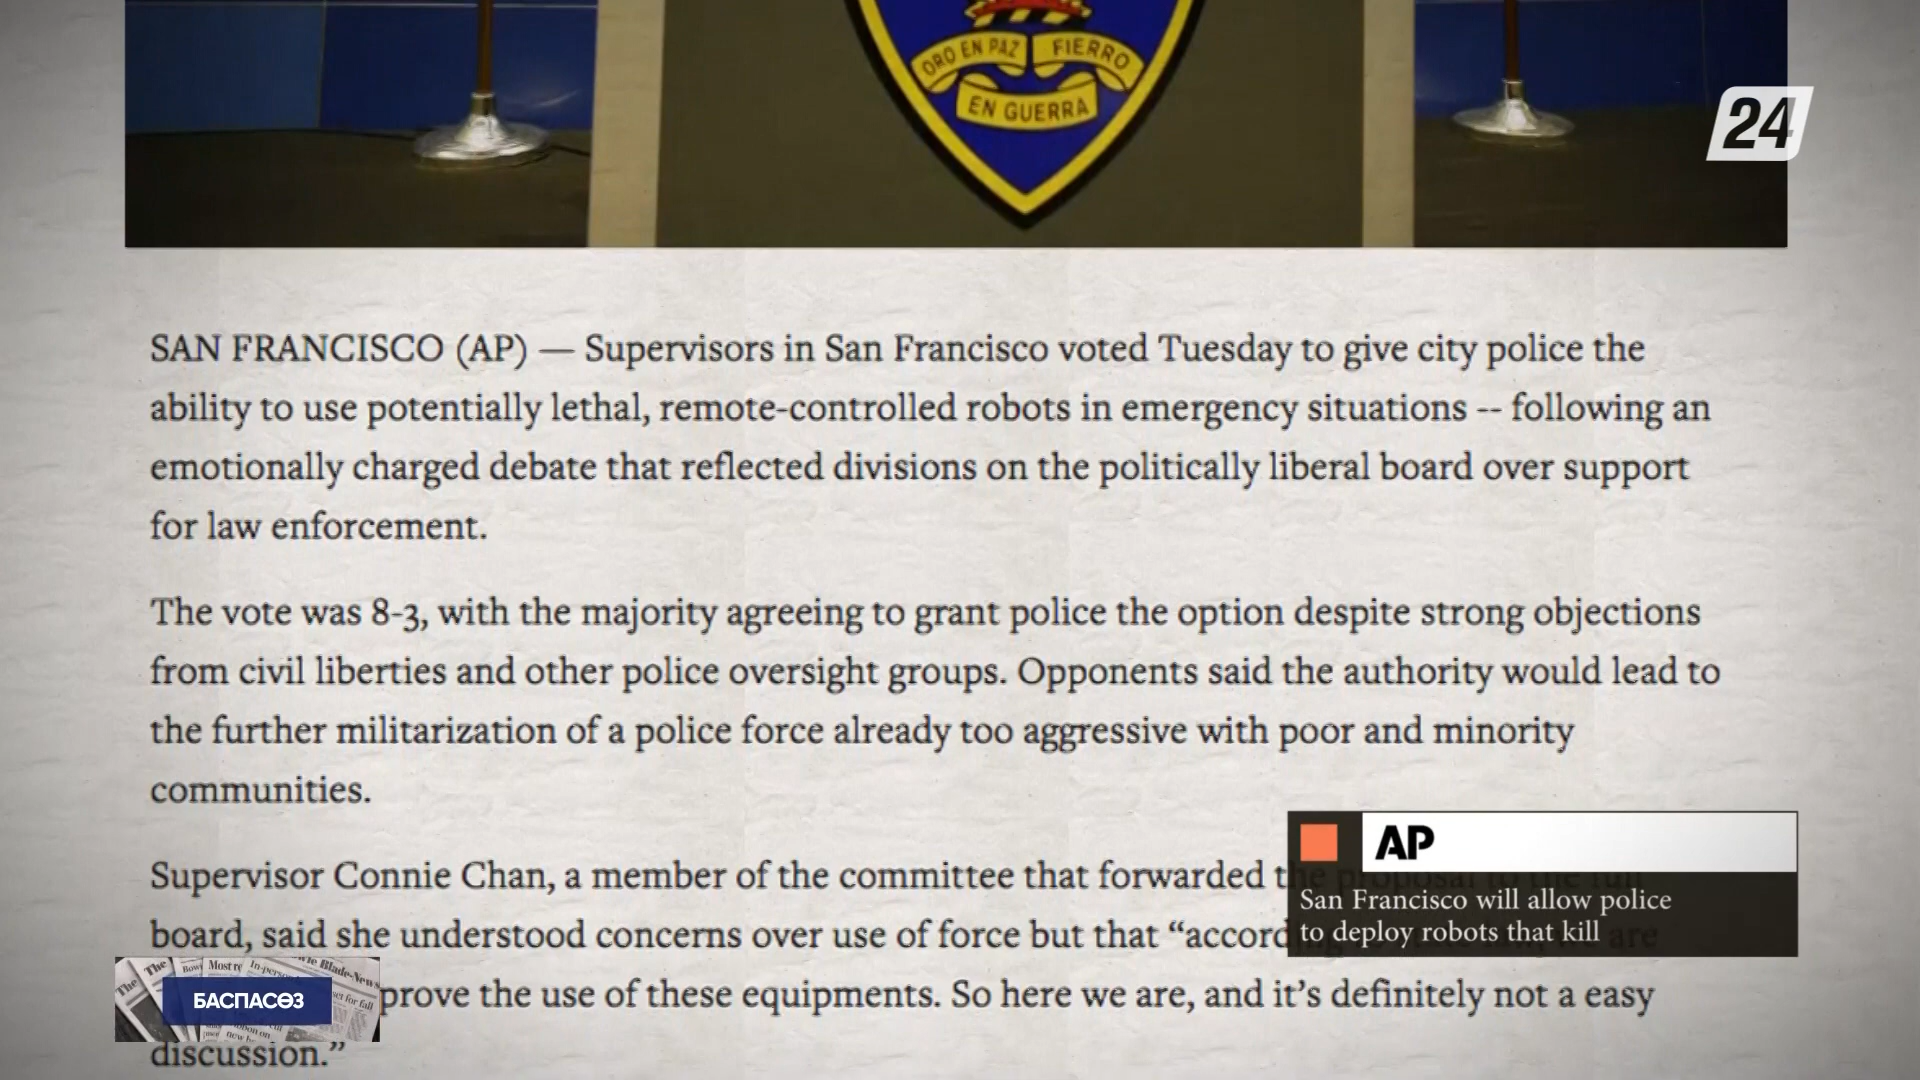 ORO EN PAZ FIERRO
EN GUERRA
24
SAN FRANCISCO (AP) — Supervisors in San Francisco voted Tuesday to give city police the
ability to use potentially lethal, remote-controlled robots in emergency situations -- following an
emotionally charged debate that reflected divisions on the politically liberal board over support
for law enforcement.
The vote was 8-3, with the majority agreeing to grant police the option despite strong objections
from civil liberties and other police oversight groups. Opponents said the authority would lead to
the further militarization of a police force already too aggressive with poor and minority
communities.
Supervisor Connie Chan, a member of the committee that forwarded the proposal to the full
board, said she understood concerns over use of force but that “accord are
prove the use of these equipments. So here we are, and it’s definitely not a easy
discussion.”
AP
San Francisco will allow police
to deploy robots that kill
БАСПАСӨЗ